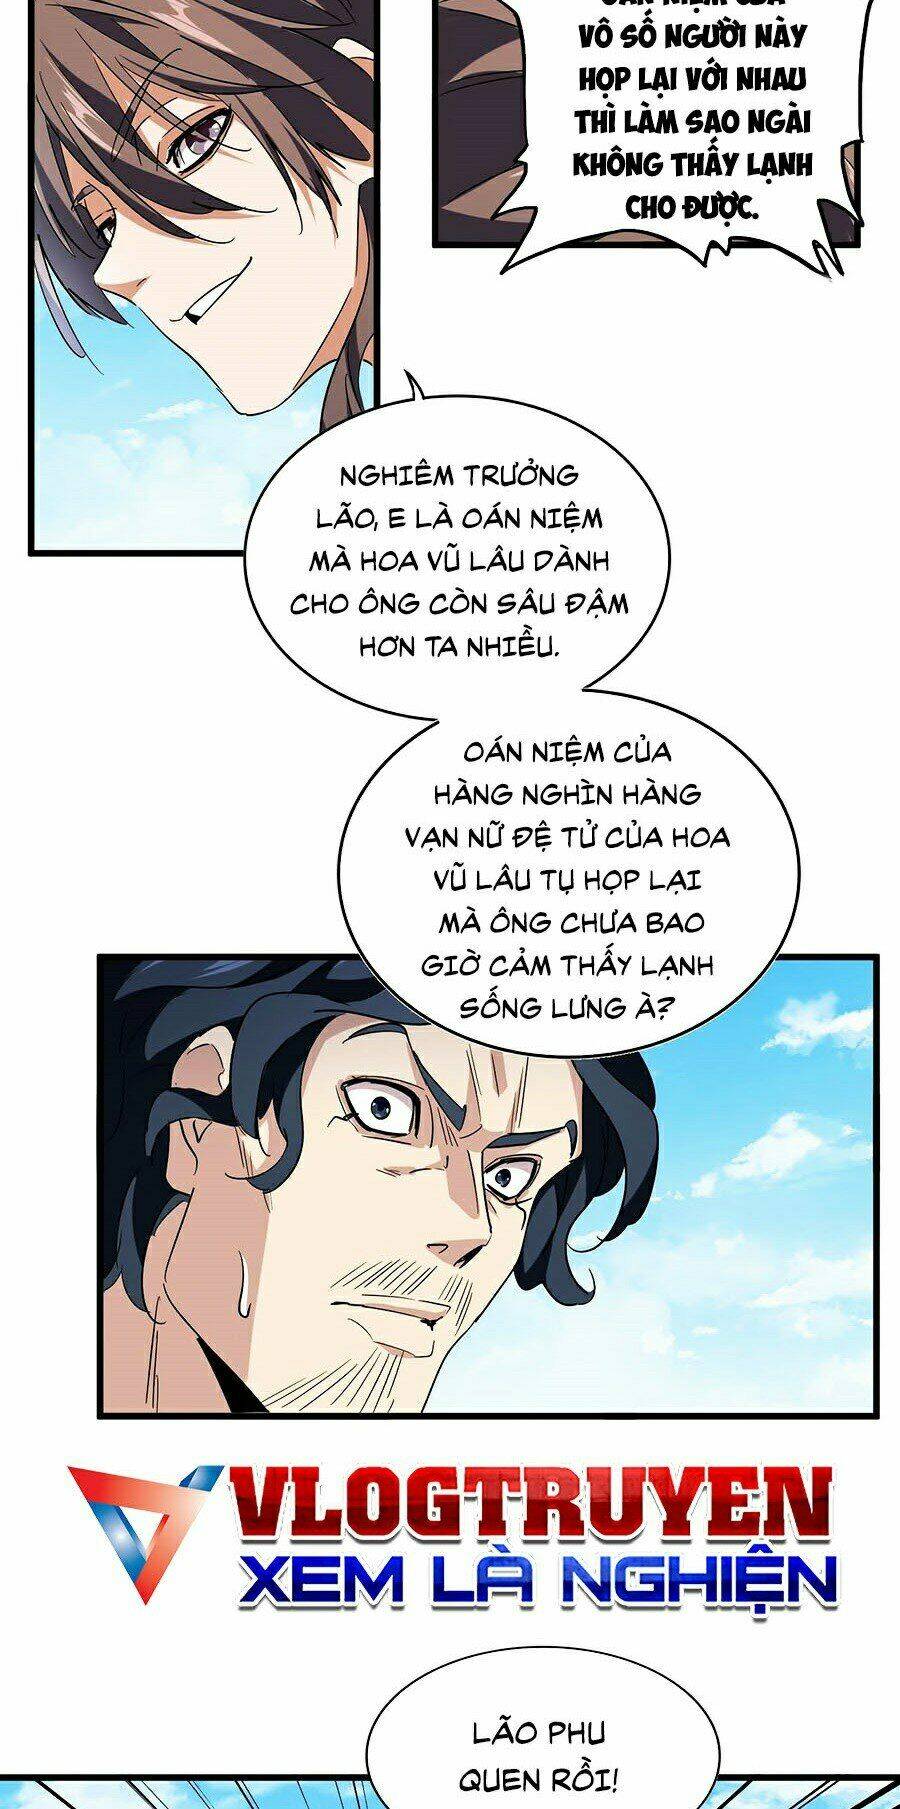 OÁN NIỆM CỦA
VÔ SỐ NGƯỜI NÀY
HỌP LẠI VỚI NHAU
THÌ LÀM SAO NGÀI
KHÔNG THẤY LẠNH
CHO ĐƯỢC.
NGHIÊM TRƯỞNG
LÃO, E LÀ OÁN NIỆM
MÀ HOA VŨ LÂU DÀNH
CHO ÔNG CÒN SÂU ĐẬM
HƠN TA NHIỀU.
OÁN NIỆM CỦA
HÀNG NGHÌN HÀNG
VẠN NỮ ĐỆ TỬ CỦA HOA
VŨ LÂU TỤ HỌP LẠI
MÀ ÔNG CHƯA BAO
GIỜ CẢM THẤY LẠNH
SỐNG LƯNG À?
VLOGTRUYEN
XEM LÀ NGHIỆN
LÃO PHU
QUEN RỒI!